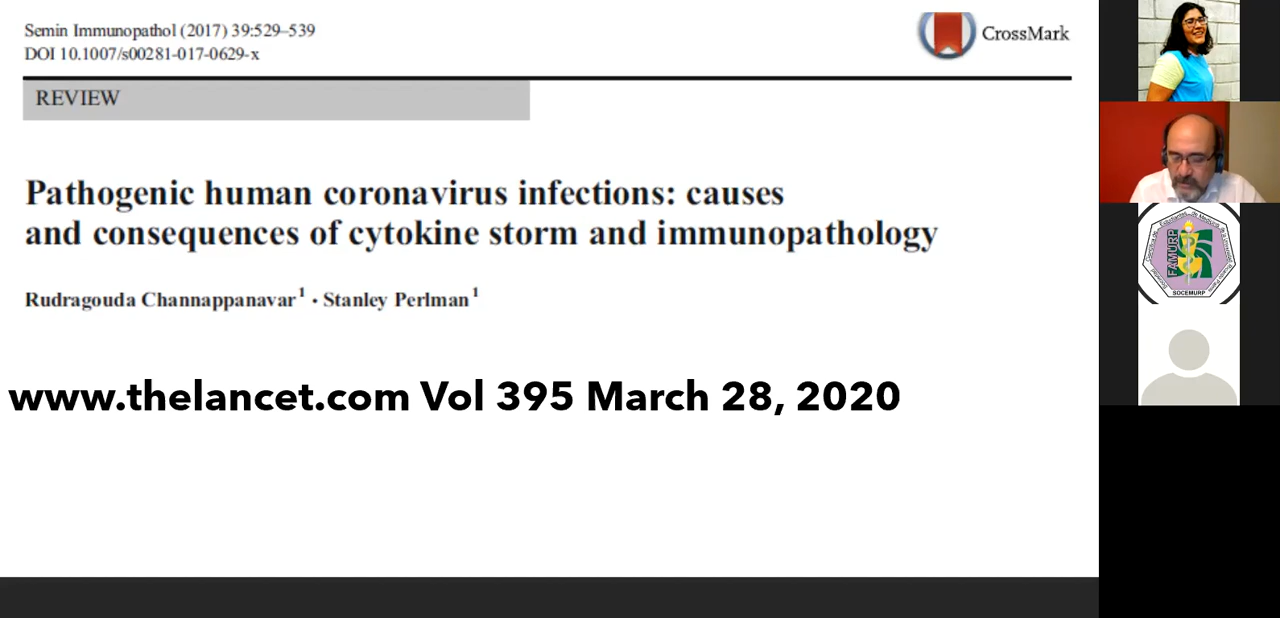 Semin Immunopathol (2017) 39:529–539
DOI 10.1007/s00281-017-0629-x
CrossMark
REVIEW
Pathogenic human coronavirus infections: causes
and consequences of cytokine storm and immunopathology
Rudragouda Channappanavar1 · Stanley Perlman1
www.thelancet.com Vol 395 March 28, 2020
FAMURP
SOCEMURP